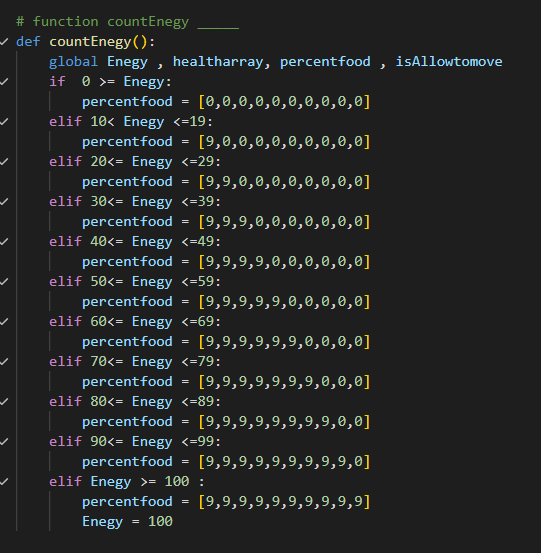 # function countEnegy _____
def countEnegy():
    global Enegy , healtharray, percentfood , isAllowtomove
    if  0 >= Enegy:
        percentfood = [0,0,0,0,0,0,0,0,0,0]
    elif 10< Enegy <=19:
        percentfood = [9,0,0,0,0,0,0,0,0,0]
    elif 20<= Enegy <=29:
        percentfood = [9,9,0,0,0,0,0,0,0,0]
    elif 30<= Enegy <=39:
        percentfood = [9,9,9,0,0,0,0,0,0,0]
    elif 40<= Enegy <=49:
        percentfood = [9,9,9,9,0,0,0,0,0,0]
    elif 50<= Enegy <=59:
        percentfood = [9,9,9,9,9,0,0,0,0,0]
    elif 60<= Enegy <=69:
        percentfood = [9,9,9,9,9,9,0,0,0,0]
    elif 70<= Enegy <=79:
        percentfood = [9,9,9,9,9,9,9,0,0,0]
    elif 80<= Enegy <=89:
        percentfood = [9,9,9,9,9,9,9,9,0,0]
    elif 90<= Enegy <=99:
        percentfood = [9,9,9,9,9,9,9,9,9,0]
    elif Enegy >= 100 :
        percentfood = [9,9,9,9,9,9,9,9,9,9]
        Enegy = 100